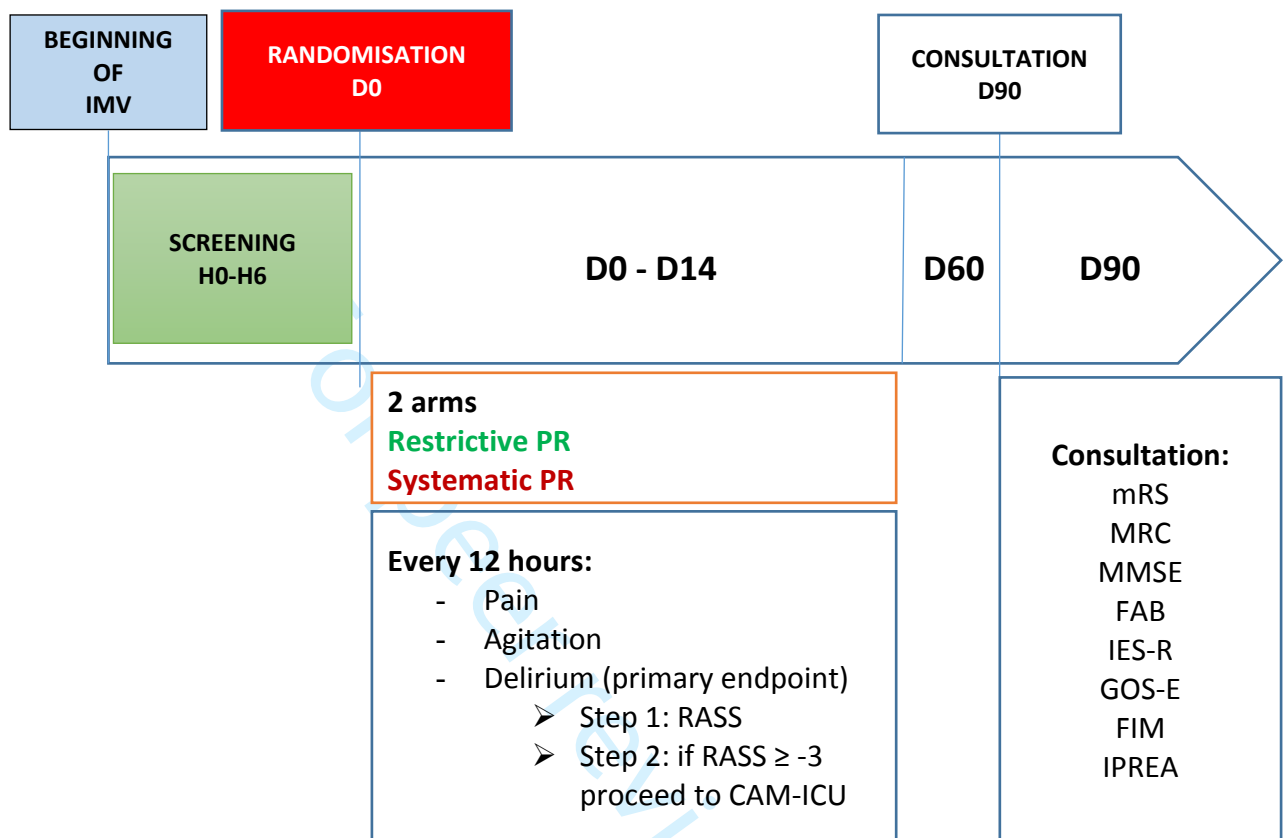 BEGINNING
OF
IMV
RANDOMISATION
D0
CONSULTATION
D90
SCREENING
H0-H6
D0 - D14
D60
D90
2 arms
Restrictive PR
Systematic PR
Every 12 hours:
- Pain
- Agitation
- Delirium (primary endpoint)
➢ Step 1: RASS
➢ Step 2: if RASS ≥ -3
proceed to CAM-ICU
Consultation:
mRS
MRC
MMSE
FAB
IES-R
GOS-E
FIM
IPREA